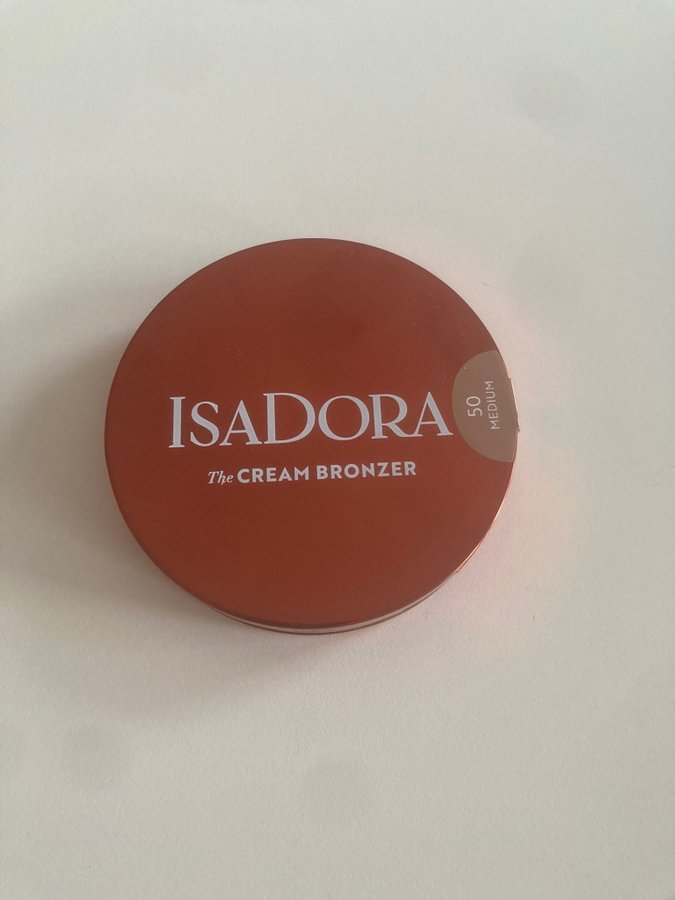 ISADORA
The CREAM BRONZER
50
MEDIUM